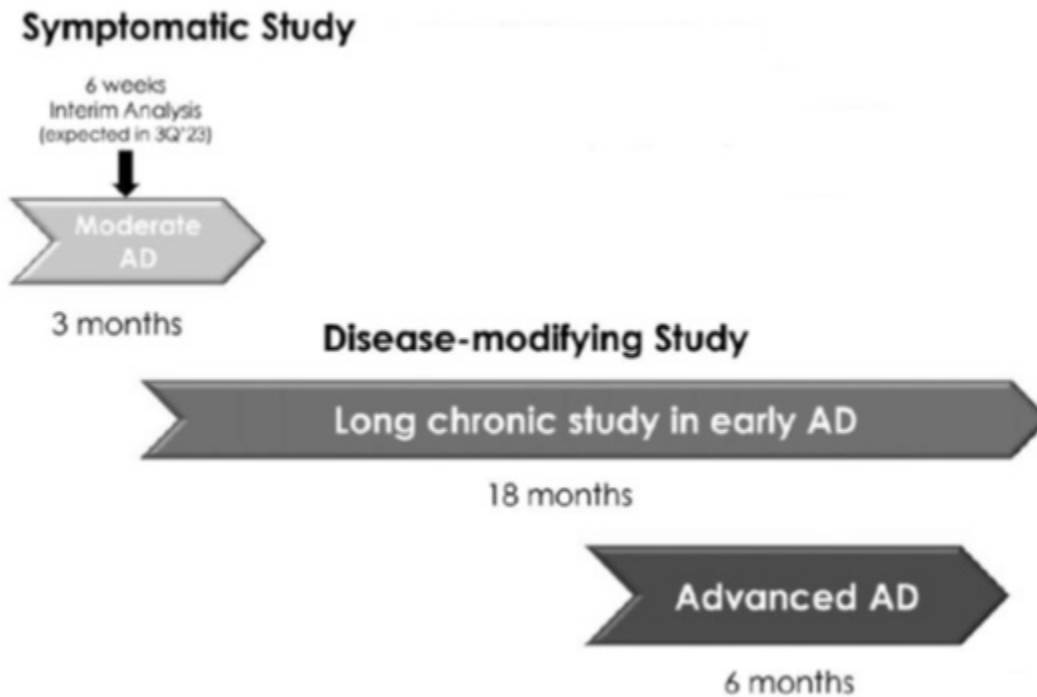 Symptomatic Study
6 weeks
Interim Analysis
(expected in 3Q'23)
Moderate
AD
3 months
Disease-modifying Study
Long chronic study in early AD
18 months
Advanced AD
6 months